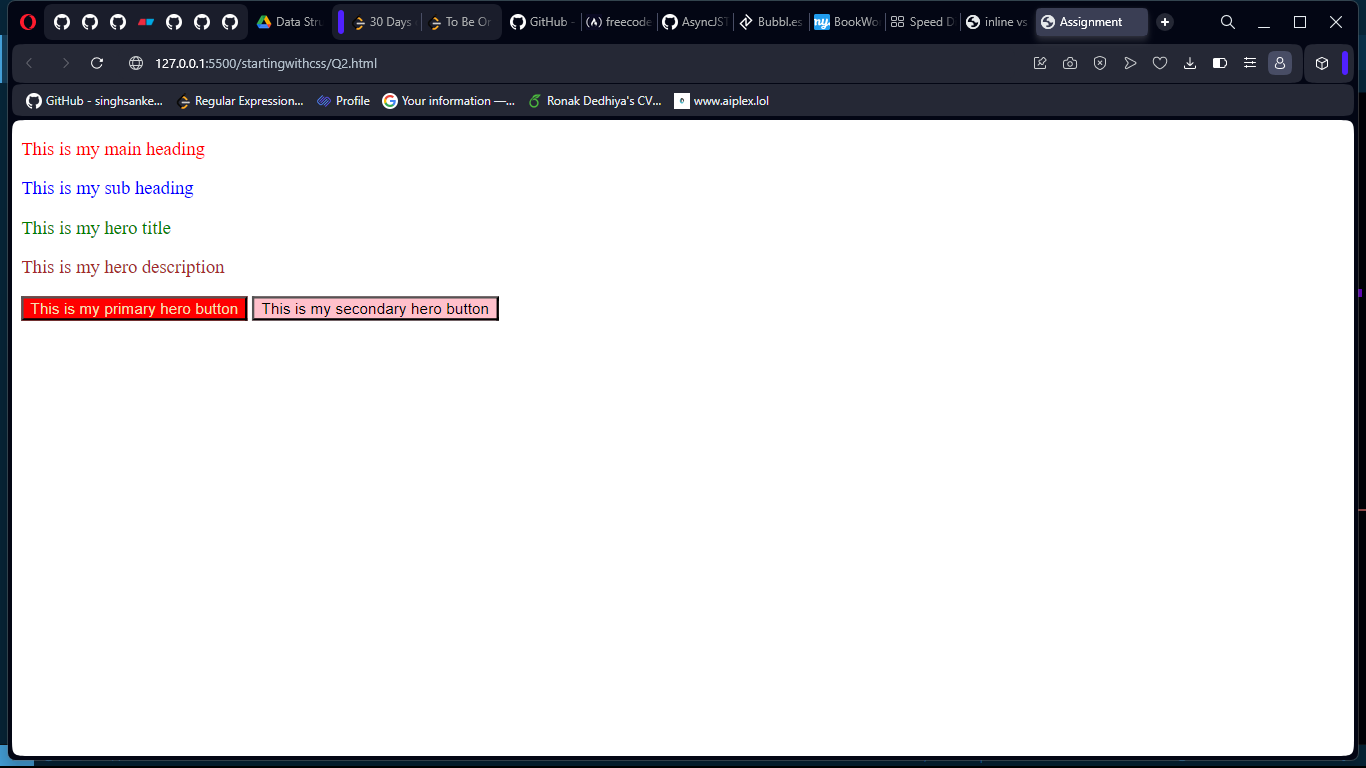 Data Stru
30 Days
To Be Or
GitHub -
freecode
AsyncJST
Bubbl.es
ny.
BookWor
Speed D
inline vs
Assignment
127.0.0.1:5500/startingwithcss/Q2.html
GitHub - singhsanke...
Regular Expression...
Profile
Your information —...
Ronak Dedhiya's CV...
www.aiplex.lol
This is my main heading
This is my sub heading
This is my hero title
This is my hero description
This is my primary hero button This is my secondary hero button